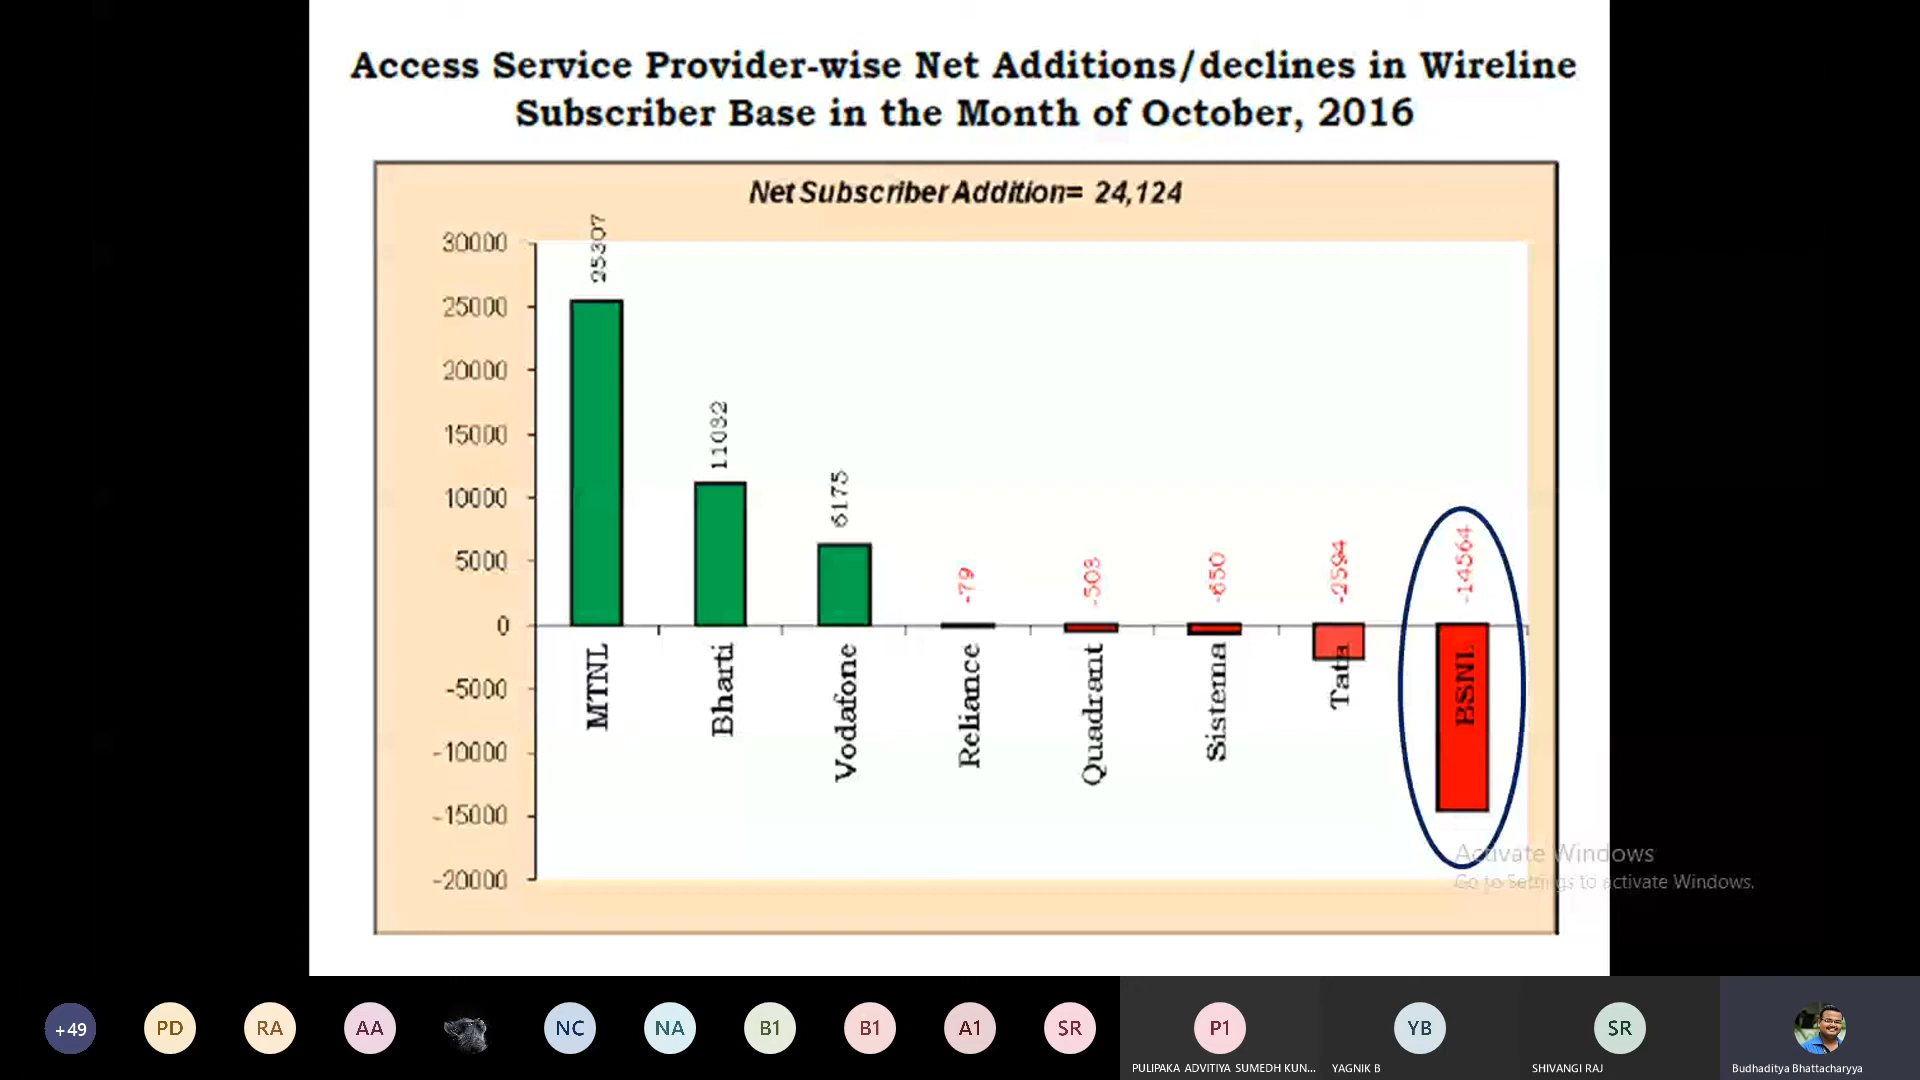 Access Service Provider-wise Net Additions/declines in Wireline
Subscriber Base in the Month of October, 2016
Net Subscriber Addition= 24,124
30000
25000
20000
15000
10000
5000
0
-5000
-10000
-15000
-20000
25307
11032
6175
-79
-503
-650
-2594
-14564
MTNL
Bharti
Vodafone
Reliance
Quadrant
Sistema
Tata
BSNL
Activate Windows
Go to Settings to activate Windows.
+49
PD
RA
AA
NC
NA
B1
B1
A1
SR
P1
YB
SR
PULIPAKA ADVITIYA SUMEDH KUN...
YAGNIK B
SHIVANGI RAJ
Budhaditya Bhattacharyya